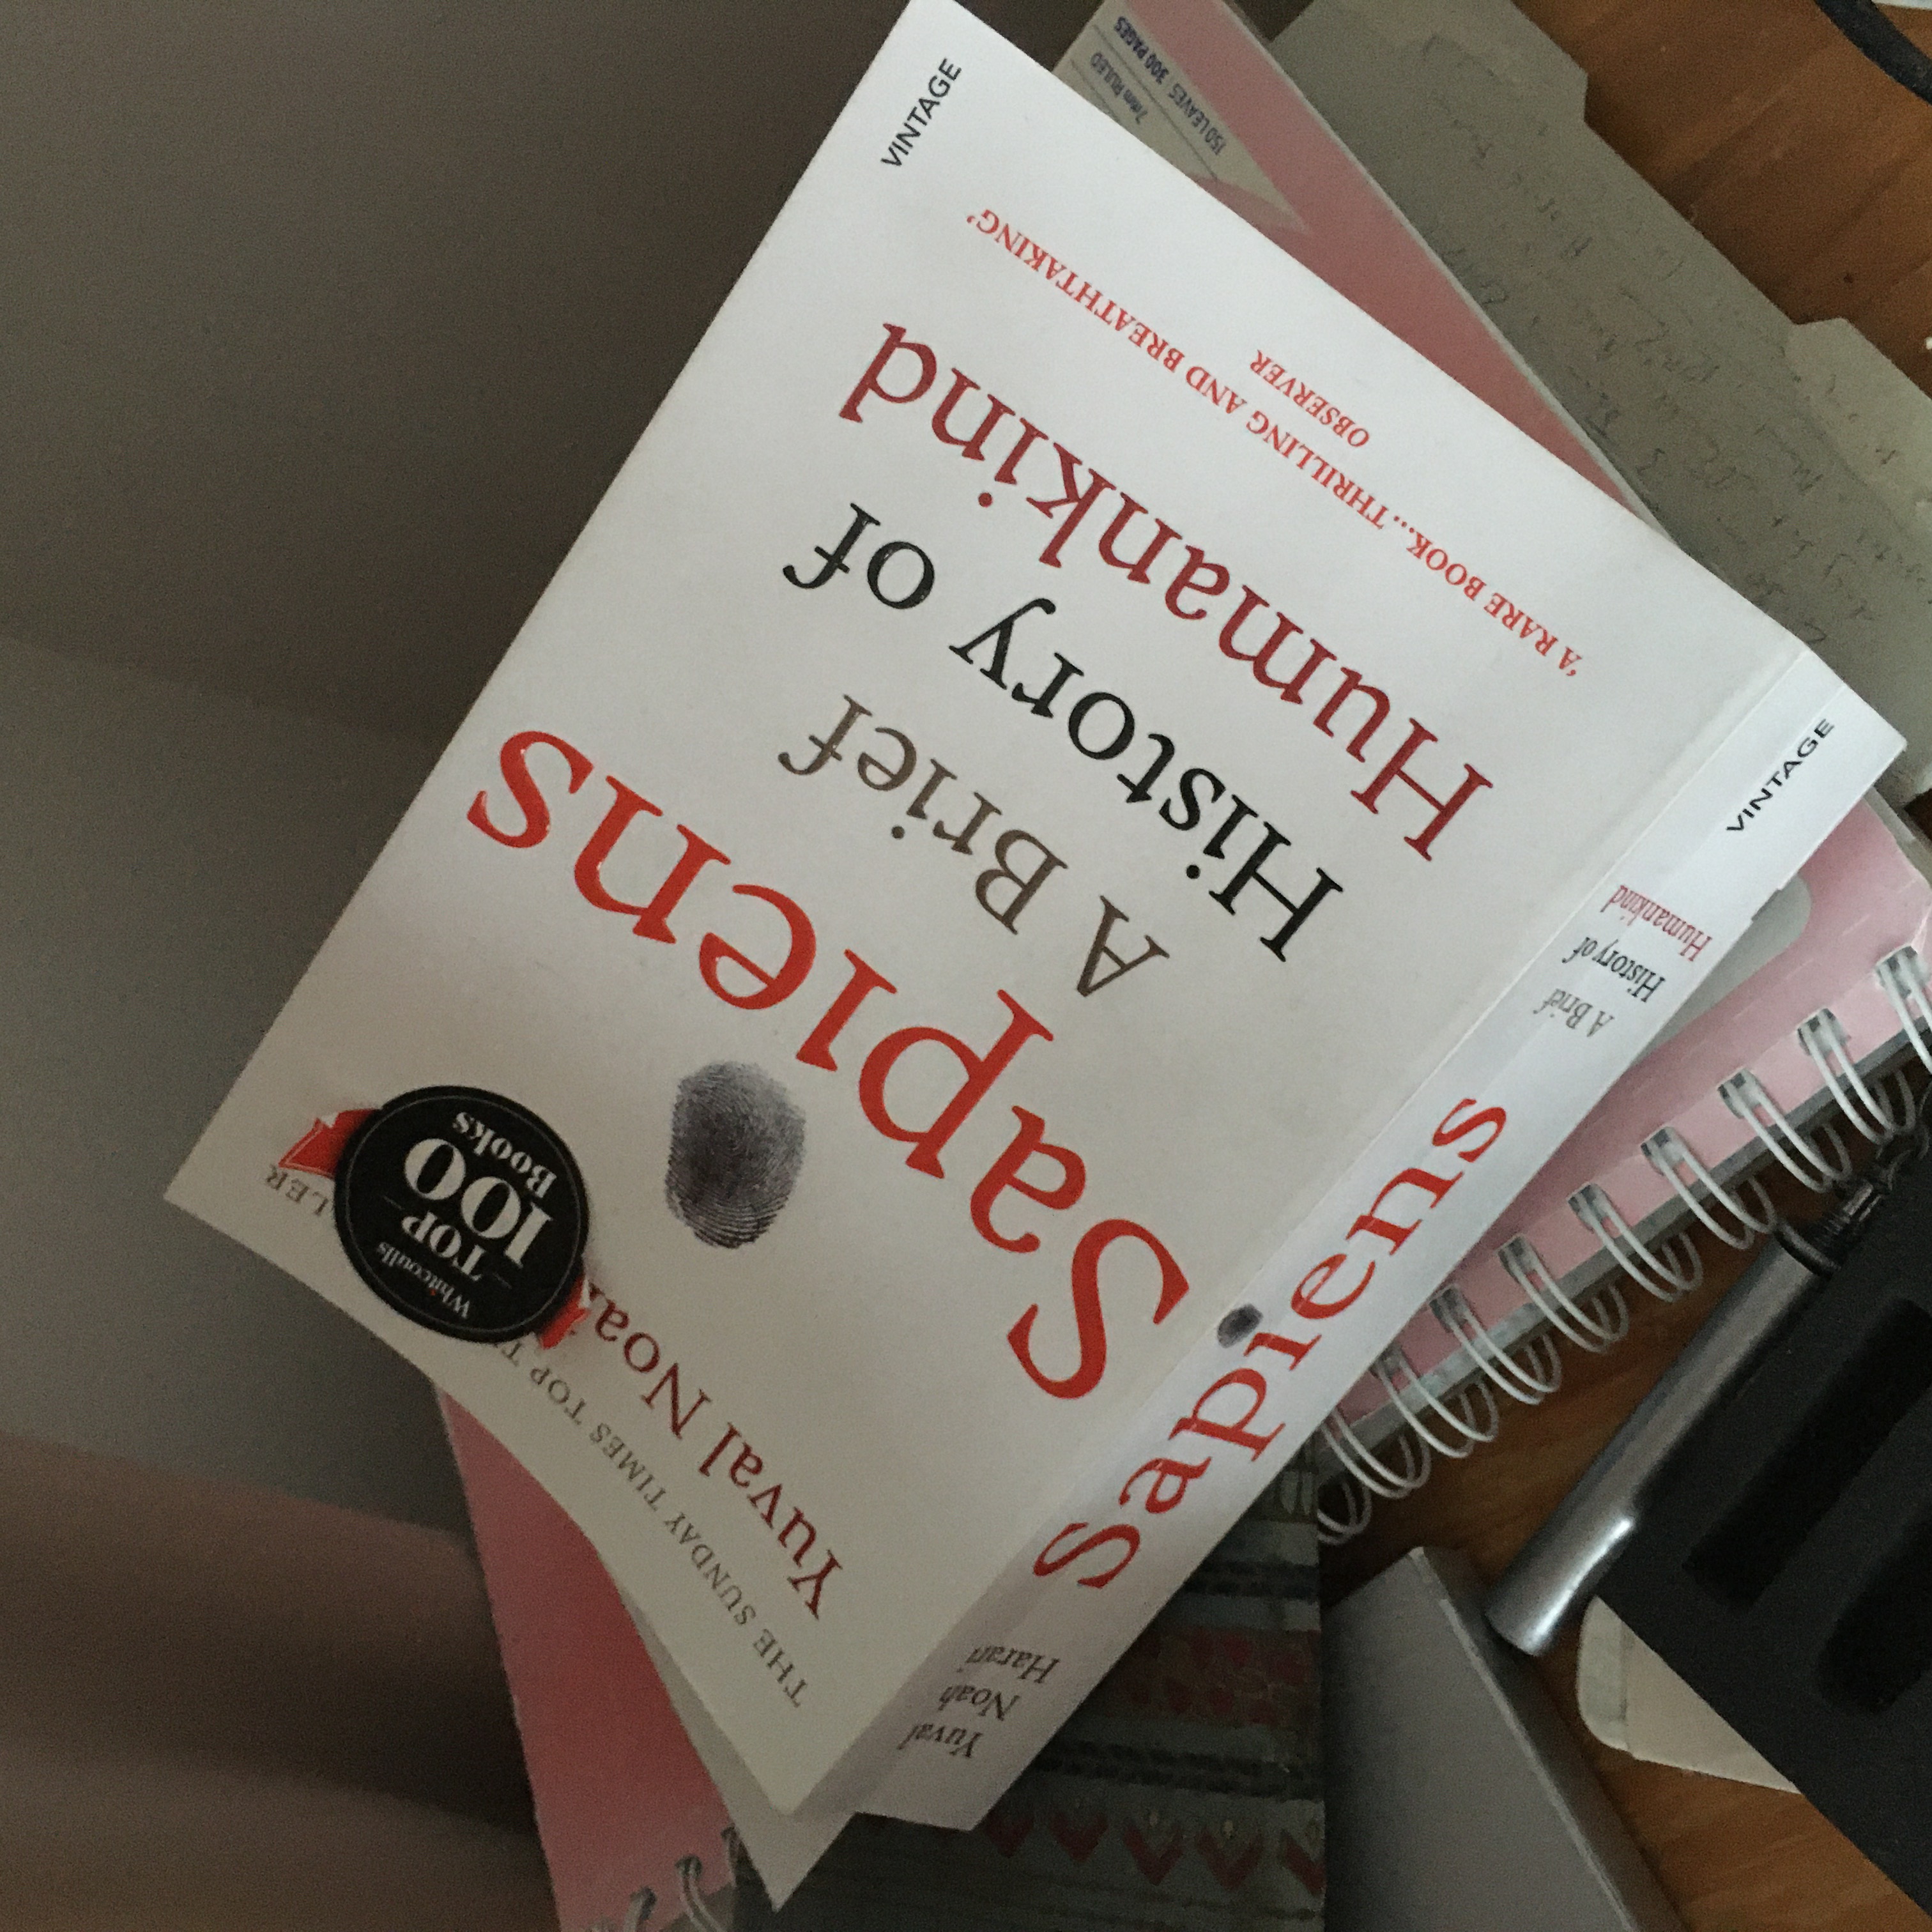 THE SUNDAY TIMES TOP T
LER
Yuval Noah
Whitcoulls
TOP
100
Books
Sapiens
A Brief
History of
Humankind
VINTAGE
'A RARE BOOK...THRILLING AND BREATHTAKING'
OBSERVER
Yuval
Noah
Harari
Sapiens
A Brief
History of
Humankind
VINTAGE
7mm RULED
150 LEAVES 300 PAGES